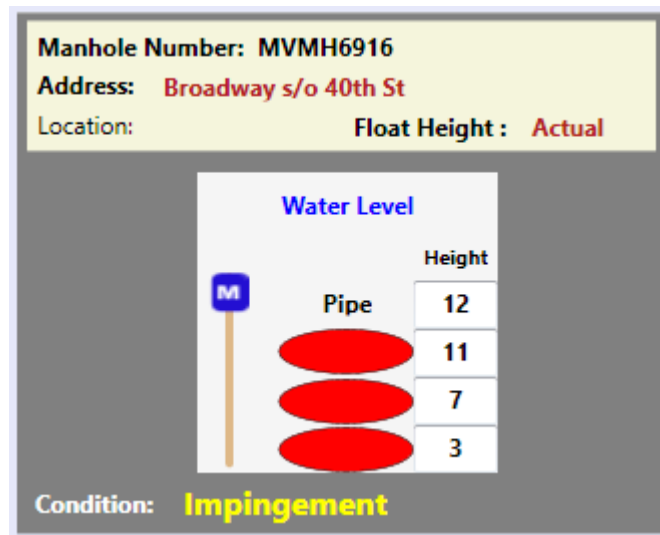 Manhole Number: MVMH6916
Address: Broadway s/o 40th St
Location: Float Height : Actual
Water Level
Height
M
Pipe 12
11
7
3
Condition: Impingement